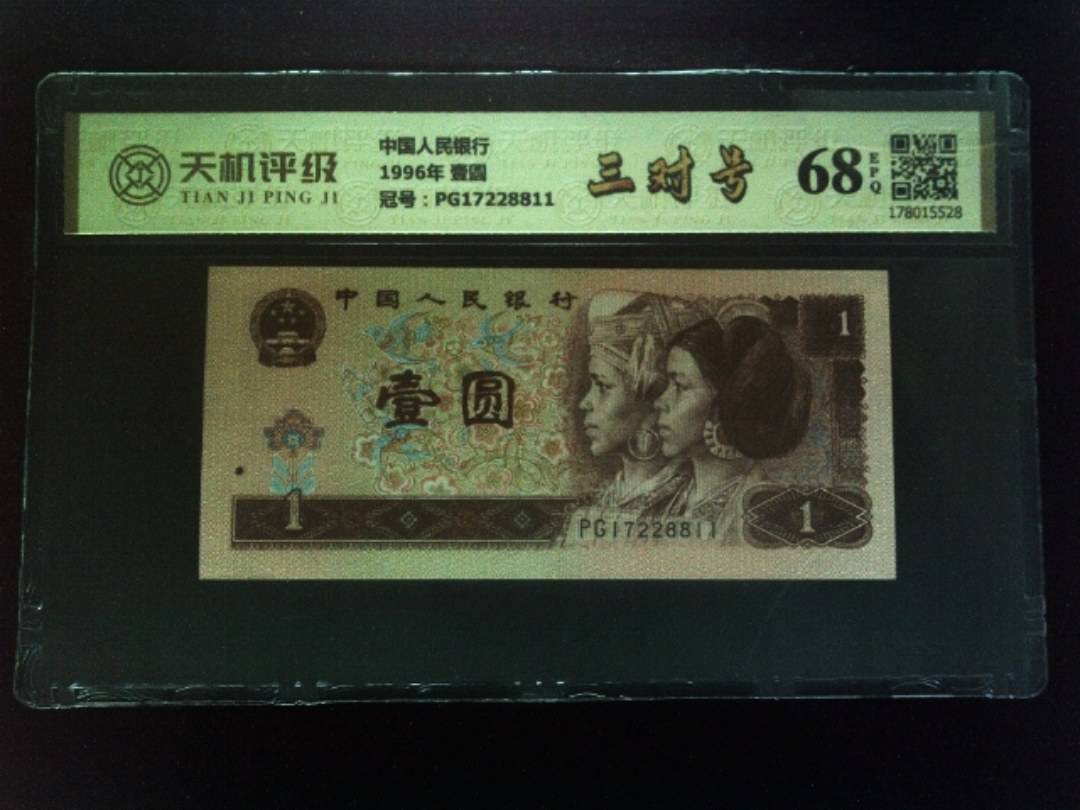 天机评级
TIAN JI PING JI
中国人民银行
1996年 壹圆
冠号：PG17228811
三对号
68
EPQ
178015528
中国人民银行
1
壹圆
1
PG17228811
1